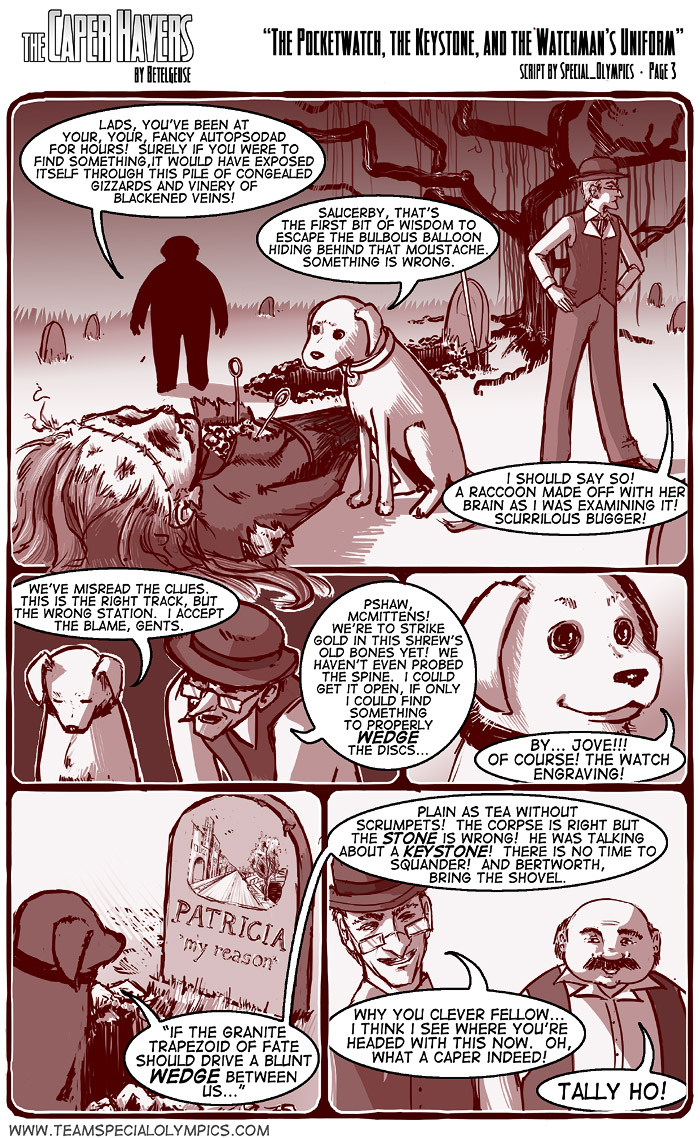 THE CAPER HAVERS
BY BETELGEUSE
"THE POCKETWATCH, THE KEYSTONE, AND THE WATCHMAN'S UNIFORM"
SCRIPT BY SPECIAL_OLYMPICS · PAGE 3
LADS, YOU'VE BEEN AT
YOUR, YOUR, FANCY AUTOPSODAD
FOR HOURS! SURELY IF YOU WERE TO
FIND SOMETHING,IT WOULD HAVE EXPOSED
ITSELF THROUGH THIS PILE OF CONGEALED
GIZZARDS AND VINERY OF
BLACKENED VEINS!
SAUCERBY, THAT'S
THE FIRST BIT OF WISDOM TO
ESCAPE THE BULBOUS BALLOON
HIDING BEHIND THAT MOUSTACHE.
SOMETHING IS WRONG.
I SHOULD SAY SO!
A RACCOON MADE OFF WITH HER
BRAIN AS I WAS EXAMINING IT!
SCURRILOUS BUGGER!
WE'VE MISREAD THE CLUES.
THIS IS THE RIGHT TRACK, BUT
THE WRONG STATION. I ACCEPT
THE BLAME, GENTS.
PSHAW,
MCMITTENS!
WE'RE TO STRIKE
GOLD IN THIS SHREW'S
OLD BONES YET! WE
HAVEN'T EVEN PROBED
THE SPINE. I COULD
GET IT OPEN, IF ONLY
I COULD FIND
SOMETHING
TO PROPERLY
WEDGE
THE DISCS...
BY... JOVE!!!
OF COURSE! THE WATCH
ENGRAVING!
PATRICIA
"my reason"
"IF THE GRANITE
TRAPEZOID OF FATE
SHOULD DRIVE A BLUNT
WEDGE BETWEEN
US..."
PLAIN AS TEA WITHOUT
SCRUMPETS! THE CORPSE IS RIGHT BUT
THE STONE IS WRONG! HE WAS TALKING
ABOUT A KEYSTONE! THERE IS NO TIME TO
SQUANDER! AND BERTWORTH,
BRING THE SHOVEL.
WHY YOU CLEVER FELLOW...
I THINK I SEE WHERE YOU'RE
HEADED WITH THIS NOW. OH,
WHAT A CAPER INDEED!
TALLY HO!
WWW.TEAMSPECIALOLYMPICS.COM